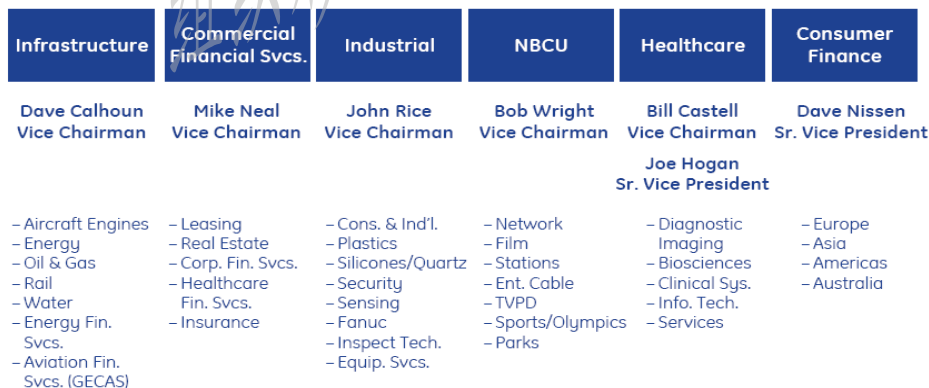 Infrastructure
Commercial
Financial Svcs.
Industrial
NBCU
Healthcare
Consumer
Finance
Dave Calhoun
Vice Chairman
Mike Neal
Vice Chairman
John Rice
Vice Chairman
Bob Wright
Vice Chairman
Bill Castell
Vice Chairman
Joe Hogan
Sr. Vice President
Dave Nissen
Sr. Vice President
– Aircraft Engines
– Energy
– Oil & Gas
– Rail
– Water
– Energy Fin.
Svcs.
– Aviation Fin.
Svcs. (GECAS)
– Leasing
– Real Estate
– Corp. Fin. Svcs.
– Healthcare
Fin. Svcs.
– Insurance
– Cons. & Ind'l.
– Plastics
– Silicones/Quartz
– Security
– Sensing
– Fanuc
– Inspect Tech.
– Equip. Svcs.
– Network
– Film
– Stations
– Ent. Cable
– TVPD
– Sports/Olympics
– Parks
– Diagnostic
Imaging
– Biosciences
– Clinical Sys.
– Info. Tech.
– Services
– Europe
– Asia
– Americas
– Australia